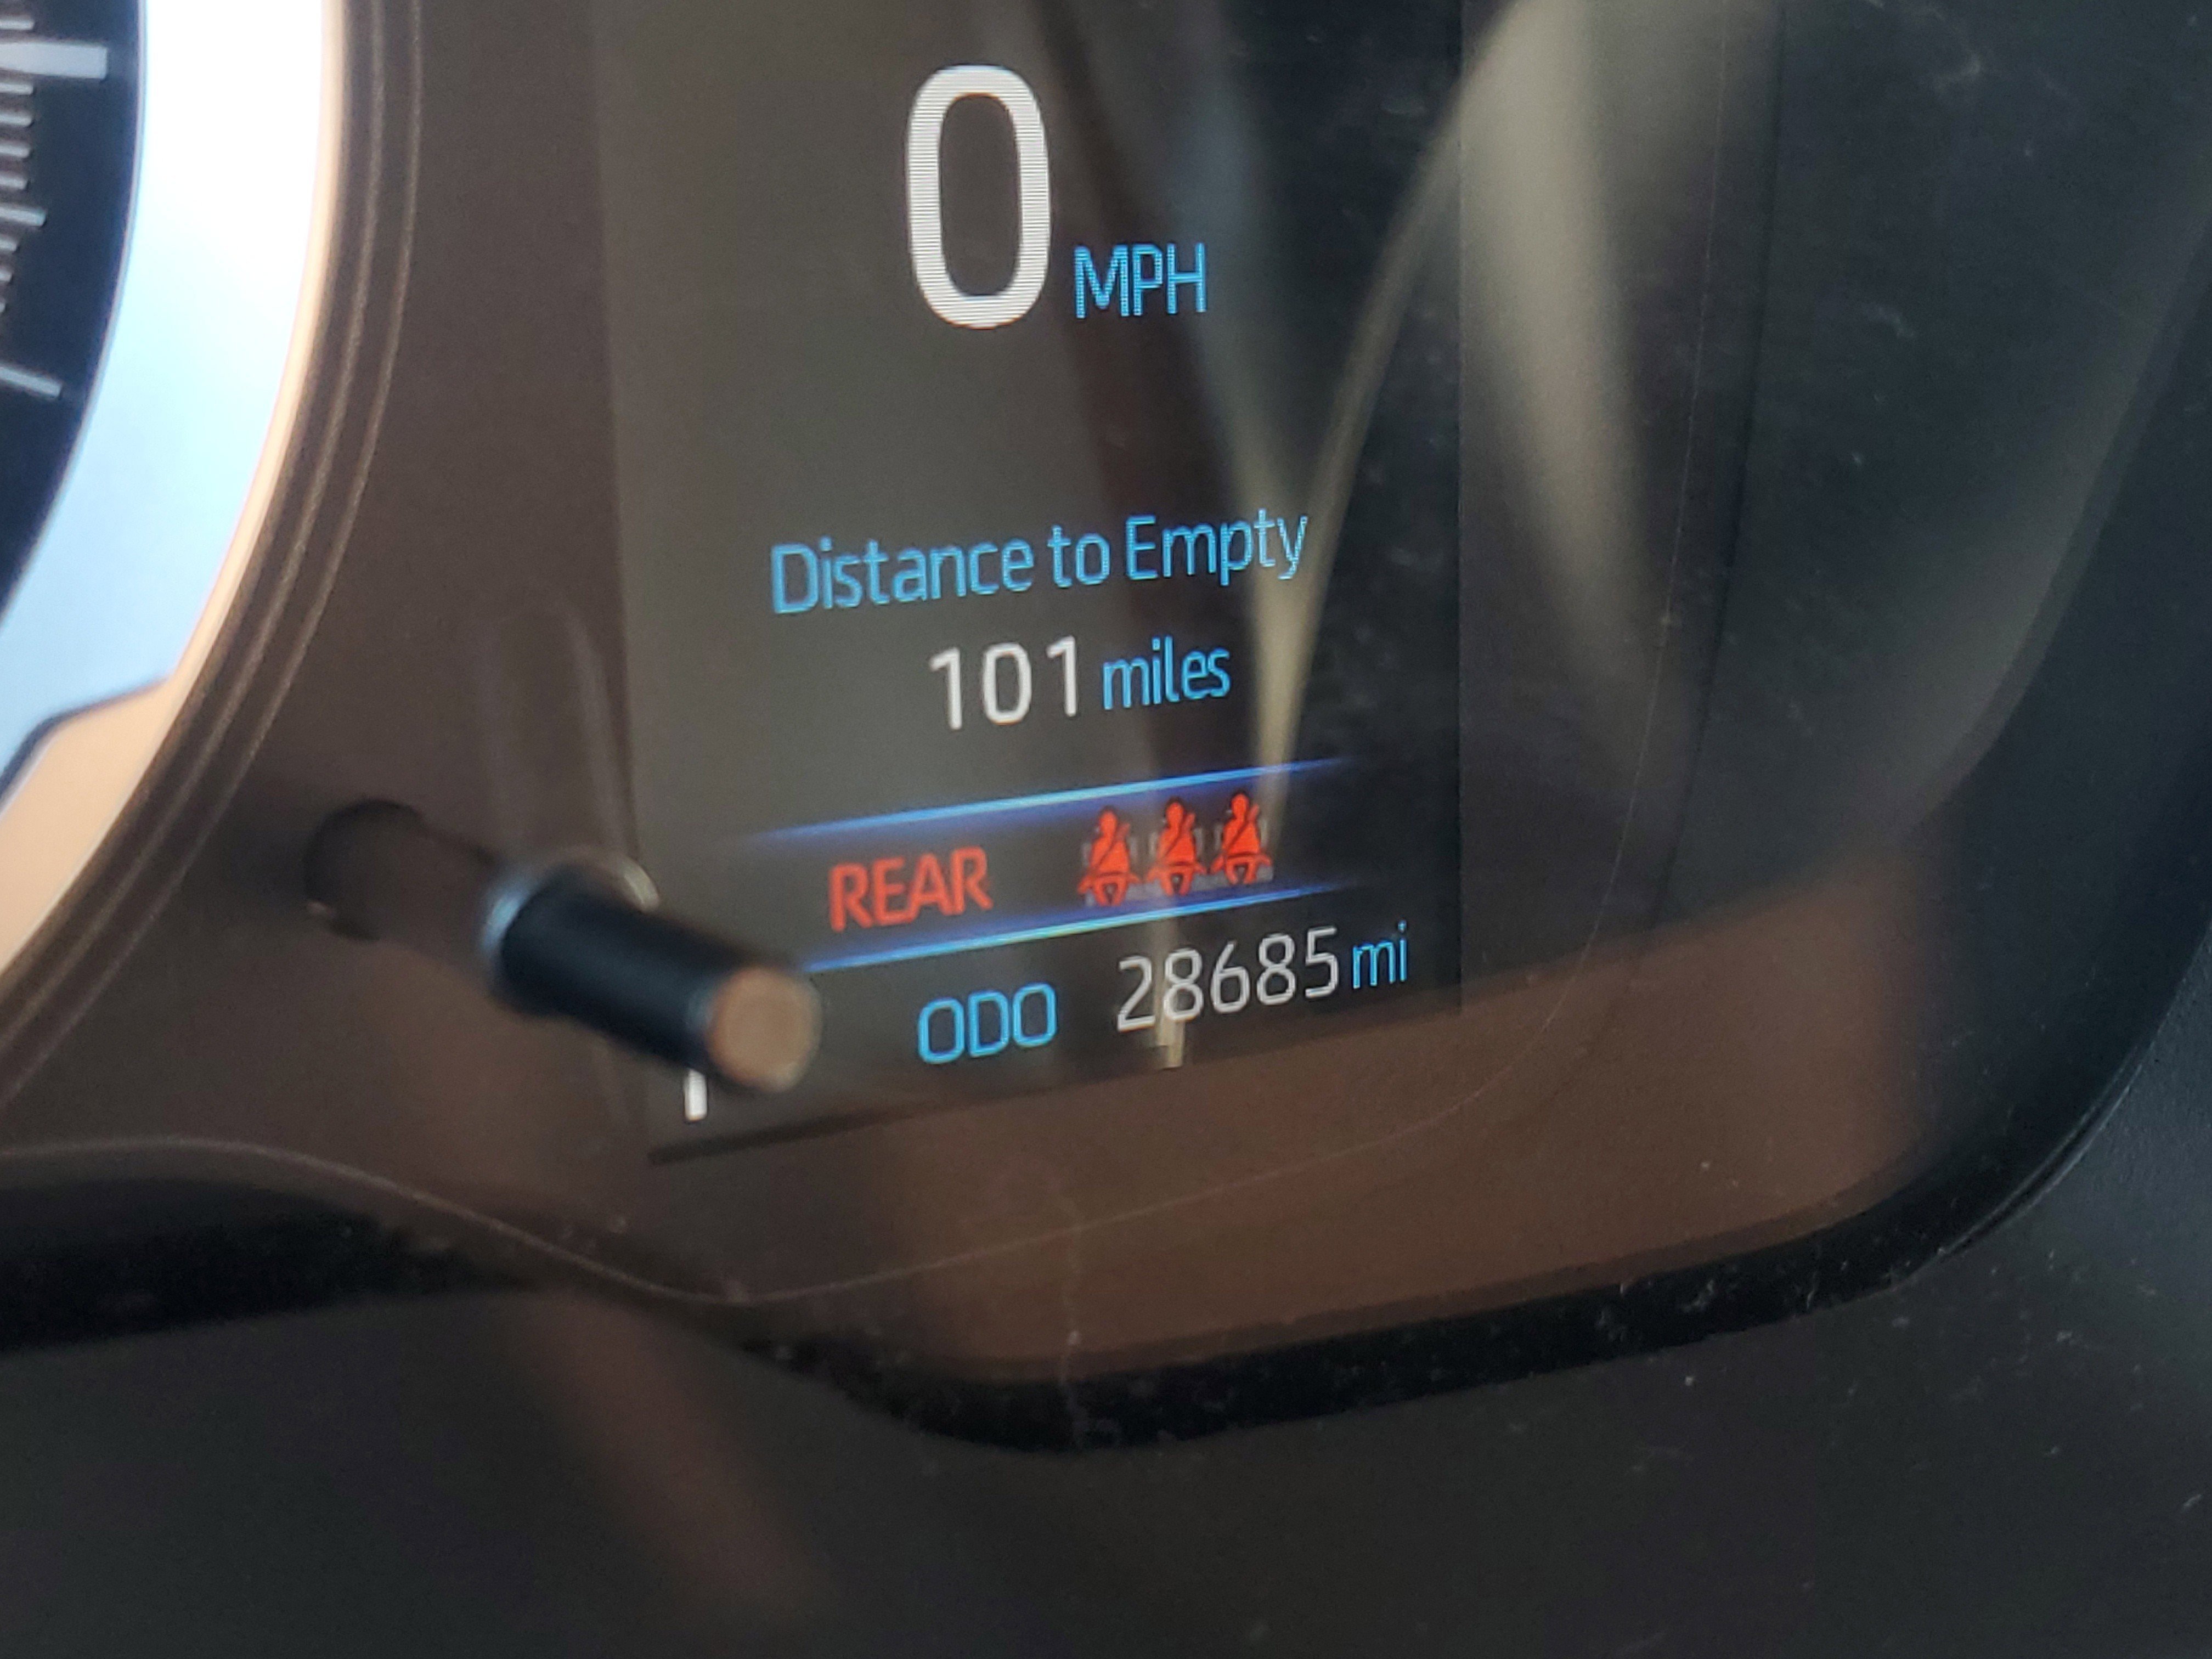 0 MPH
Distance to Empty
101 miles
REAR
ODO 28685 mi